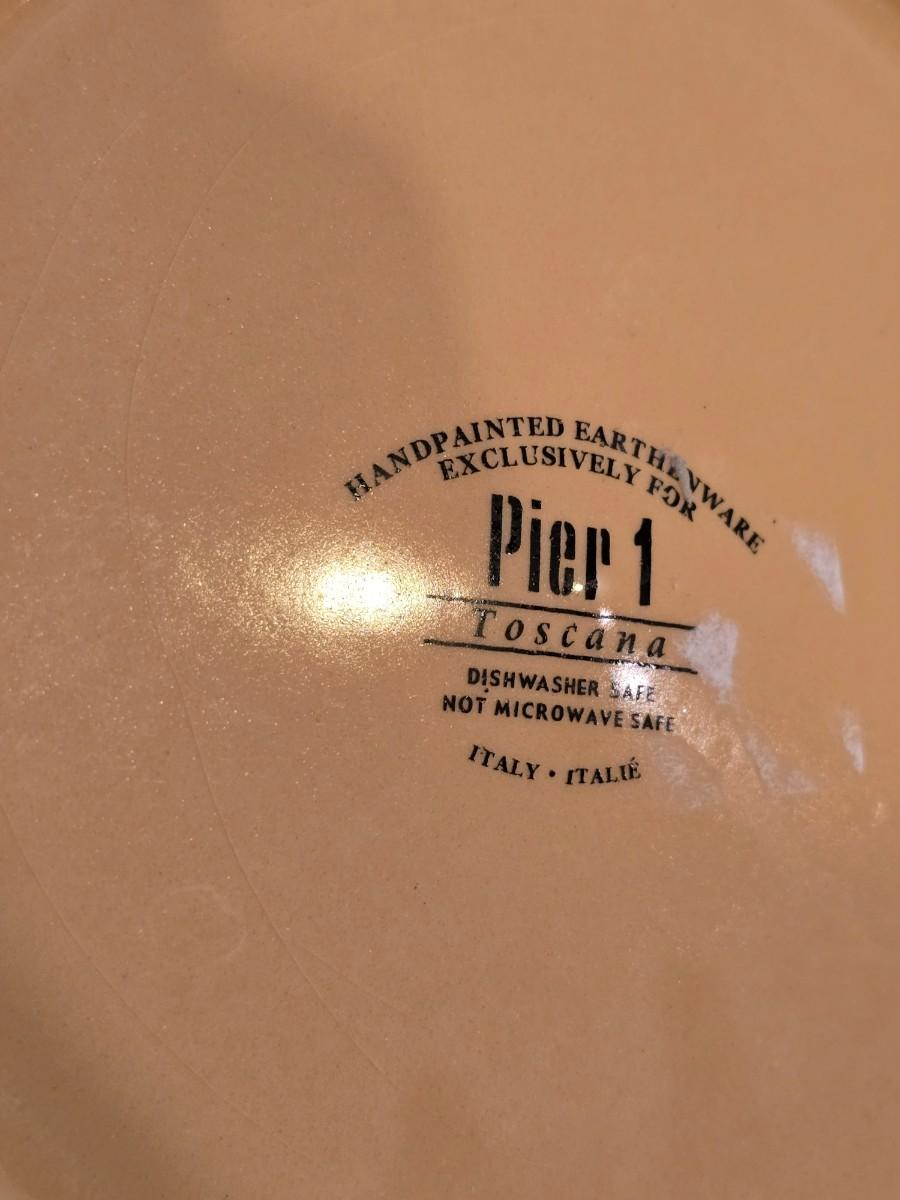 HANDPAINTED EARTHENWARE
EXCLUSIVELY FOR
Pier 1
Toscana
DISHWASHER SAFE
NOT MICROWAVE SAFE
ITALY • ITALIÉ